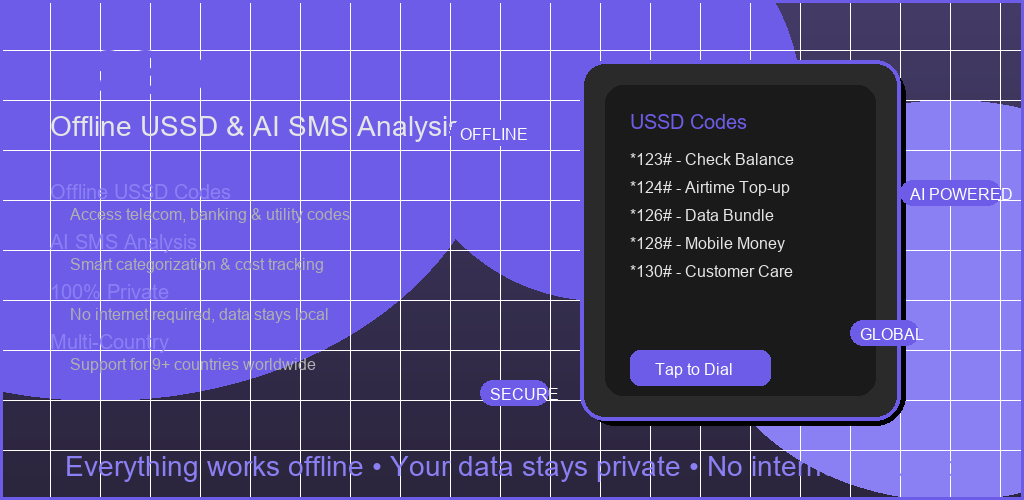 Offline USSD & AI SMS Analysis
OFFLINE
Offline USSD Codes
Access telecom, banking & utility codes
AI SMS Analysis
Smart categorization & cost tracking
100% Private
No internet required, data stays local
Multi-Country
Support for 9+ countries worldwide
SECURE
USSD Codes
*123# - Check Balance
*124# - Airtime Top-up
*126# - Data Bundle
*128# - Mobile Money
*130# - Customer Care
Tap to Dial
AI POWERED
GLOBAL
Everything works offline • Your data stays private • No